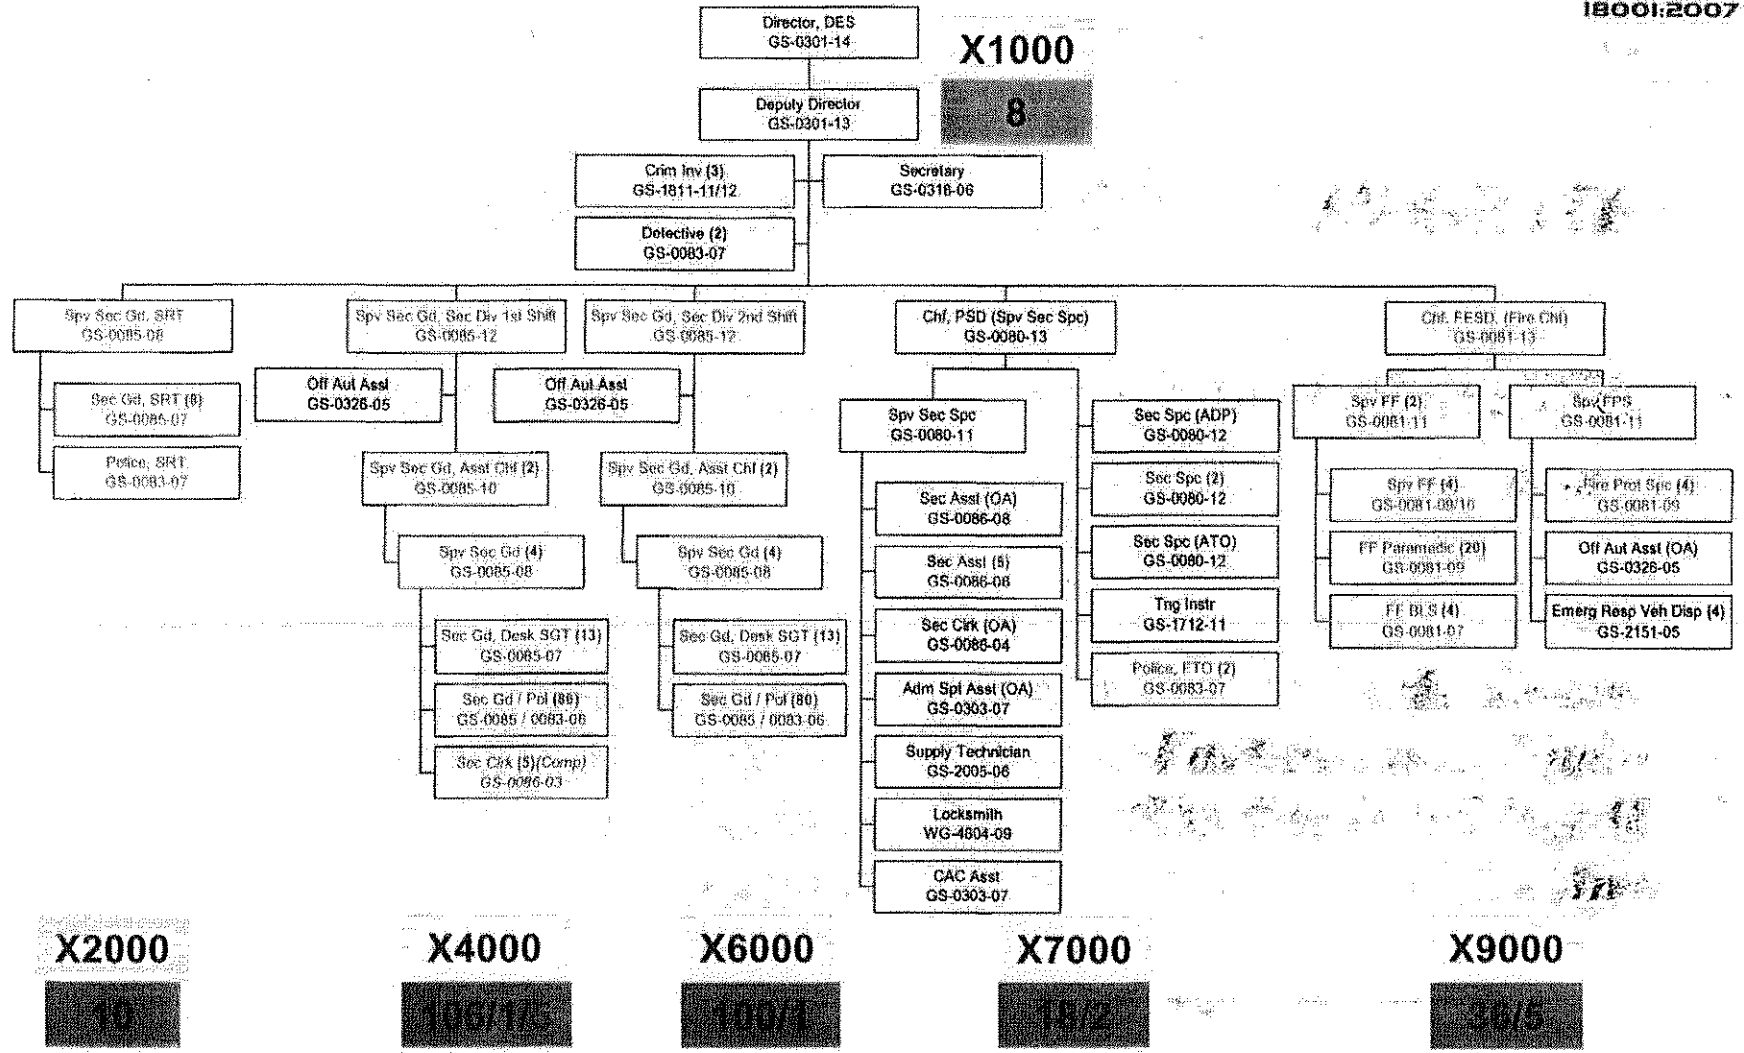 18001:2007
Director, DES
GS-0301-14
X1000
8
Deputy Director
GS-0301-13
Crim Inv (3)
GS-1811-11/12
Secretary
GS-0318-06
Detective (2)
GS-0083-07
Spv Sec Gd, SRT
GS-0085-08
Spv Sec Gd, Sec Div 1st Shift
GS-0085-12
Spv Sec Gd, Sec Div 2nd Shift
GS-0085-12
Chf, PSD (Spv Sec Spc)
GS-0080-13
Chf, FESD, (Fire Chf)
GS-0081-13
Sec Gd, SRT (8)
GS-0085-07
Police, SRT
GS-0083-07
Off Aut Asst
GS-0326-05
Off Aut Asst
GS-0326-05
Spv Sec Gd, Asst Chf (2)
GS-0085-10
Spv Sec Gd, Asst Chf (2)
GS-0085-10
Spv Sec Gd (4)
GS-0085-08
Spv Sec Gd (4)
GS-0085-08
Sec Gd, Desk SGT (13)
GS-0085-07
Sec Gd / Pol
GS-0085 / 0083-06
Sec Clrk (5)(Comp)
GS-0086-03
Sec Gd, Desk SGT (13)
GS-0085-07
Sec Gd / Pol (80)
GS-0085 / 0083-06
Spv Sec Spc
GS-0080-11
Sec Asst (OA)
GS-0086-08
Sec Asst (5)
GS-0086-06
Sec Clrk (OA)
GS-0086-04
Adm Spt Asst (OA)
GS-0303-07
Supply Technician
GS-2005-06
Locksmith
WG-4804-09
CAC Asst
GS-0303-07
Sec Spc (ADP)
GS-0080-12
Sec Spc (2)
GS-0080-12
Sec Spc (ATO)
GS-0080-12
Tng Instr
GS-1712-11
Police, FTO (2)
GS-0083-07
Spv FF (2)
GS-0081-11
Spv FPS
GS-0081-11
Spv FF (4)
GS-0081-09/10
FF Paramedic (20)
GS-0081-09
FF BLS (4)
GS-0081-07
Fire Prot Spc (4)
GS-0081-09
Off Aut Asst (OA)
GS-0326-05
Emerg Resp Veh Disp (4)
GS-2151-05
X2000
10
X4000
106/1/5
X6000
100/1
X7000
18/2
X9000
36/5